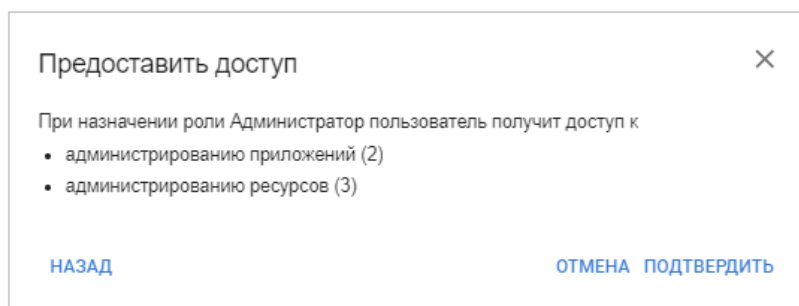 Предоставить доступ
При назначении роли Администратор пользователь получит доступ к
• администрированию приложений (2)
• администрированию ресурсов (3)
НАЗАД ОТМЕНА ПОДТВЕРДИТЬ